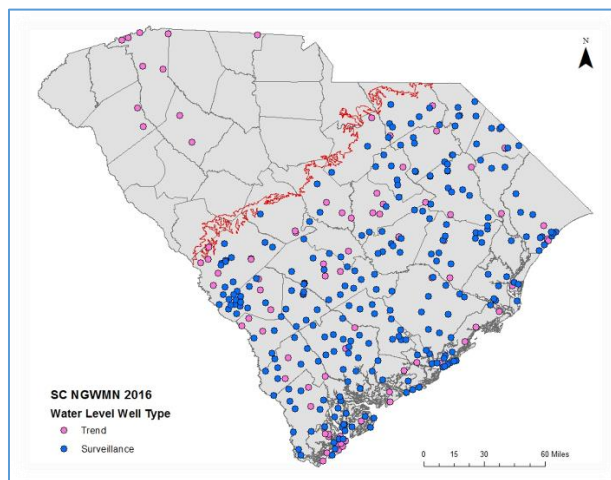 N
SC NGWMN 2016
Water Level Well Type
Trend
Surveillance
0 15 30 60 Miles